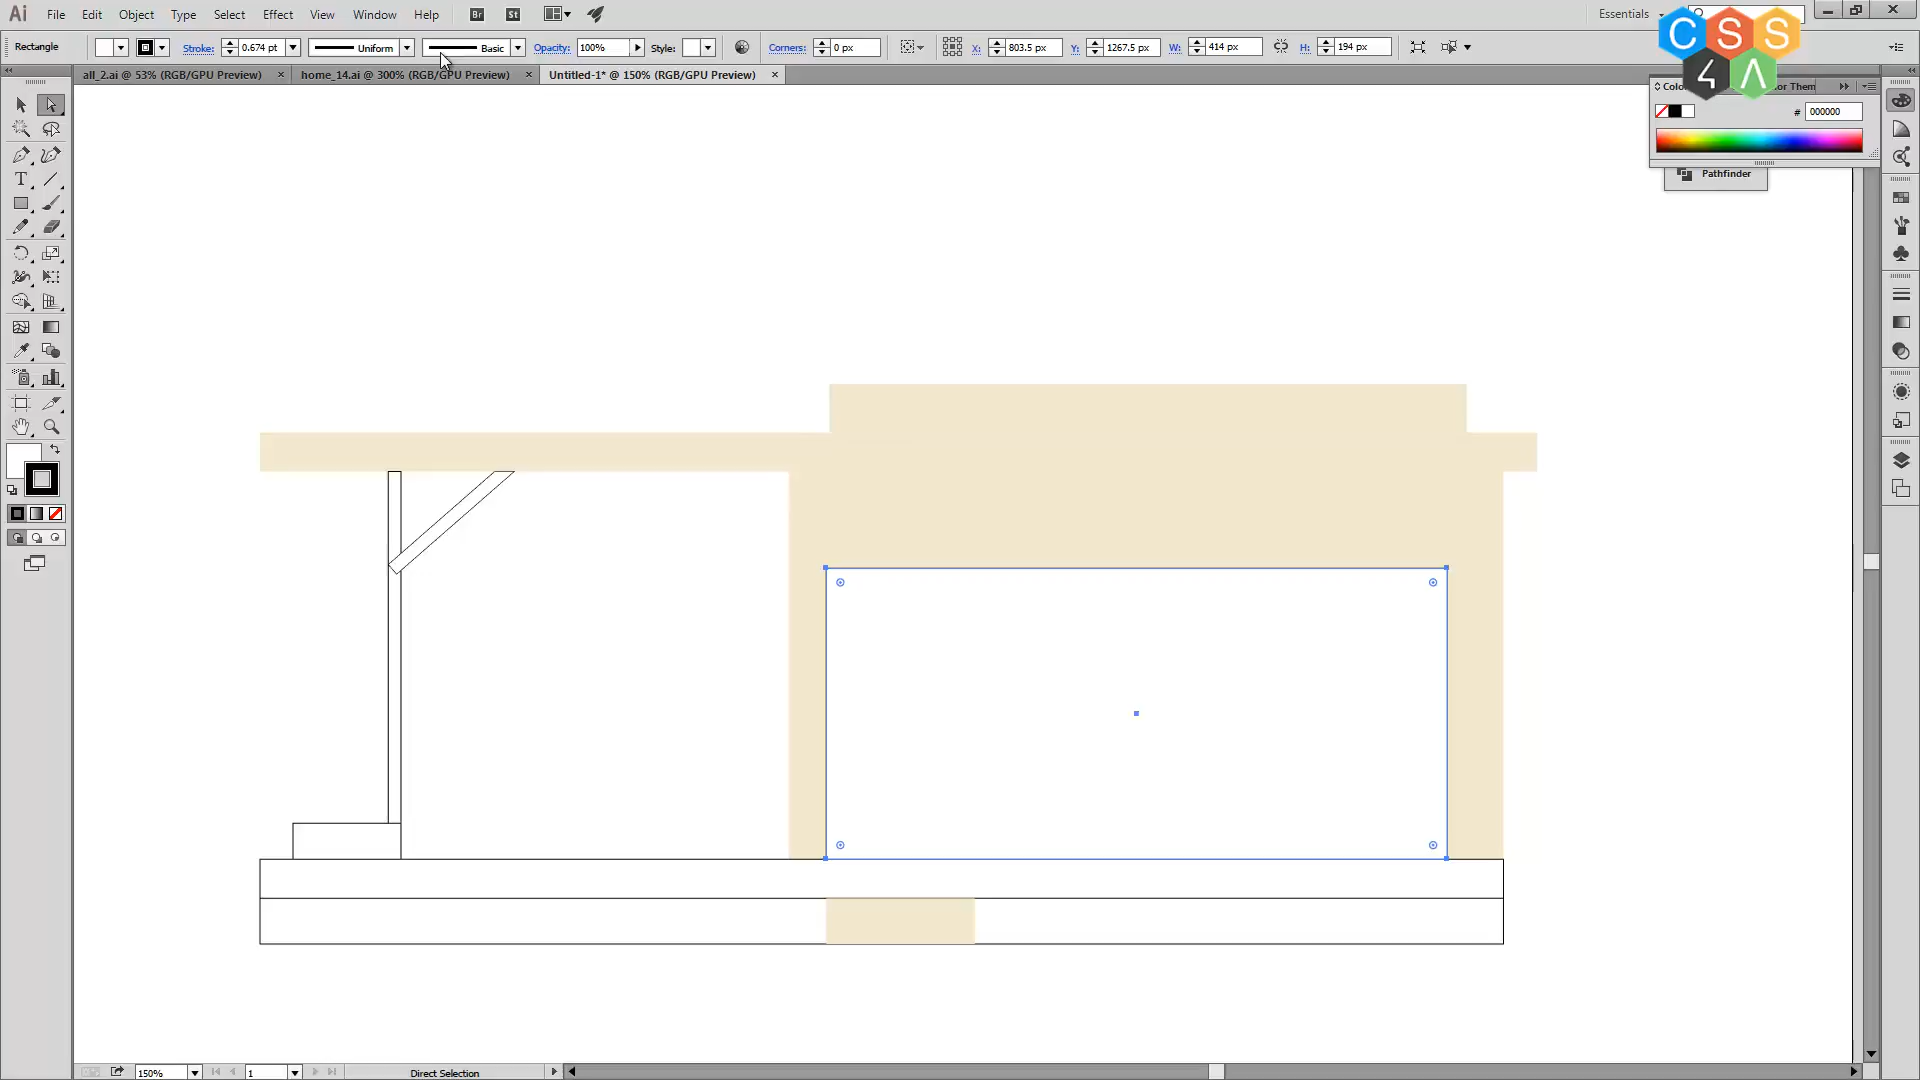 Ai File Edit Object Type Select Effect View Window Help Br St Essentials
Rectangle Stroke: 0.674 pt Uniform Basic Opacity: 100% Style: Corners: 0 px X: 803.5 px Y: 1267.5 px W: 414 px H: 194 px
CSS
4Λ
all_2.ai @ 53% (RGB/GPU Preview) × home_14.ai @ 300% (RGB/GPU Preview) × Untitled-1* @ 150% (RGB/GPU Preview) ×
# 000000
Pathfinder
150% 1 Direct Selection